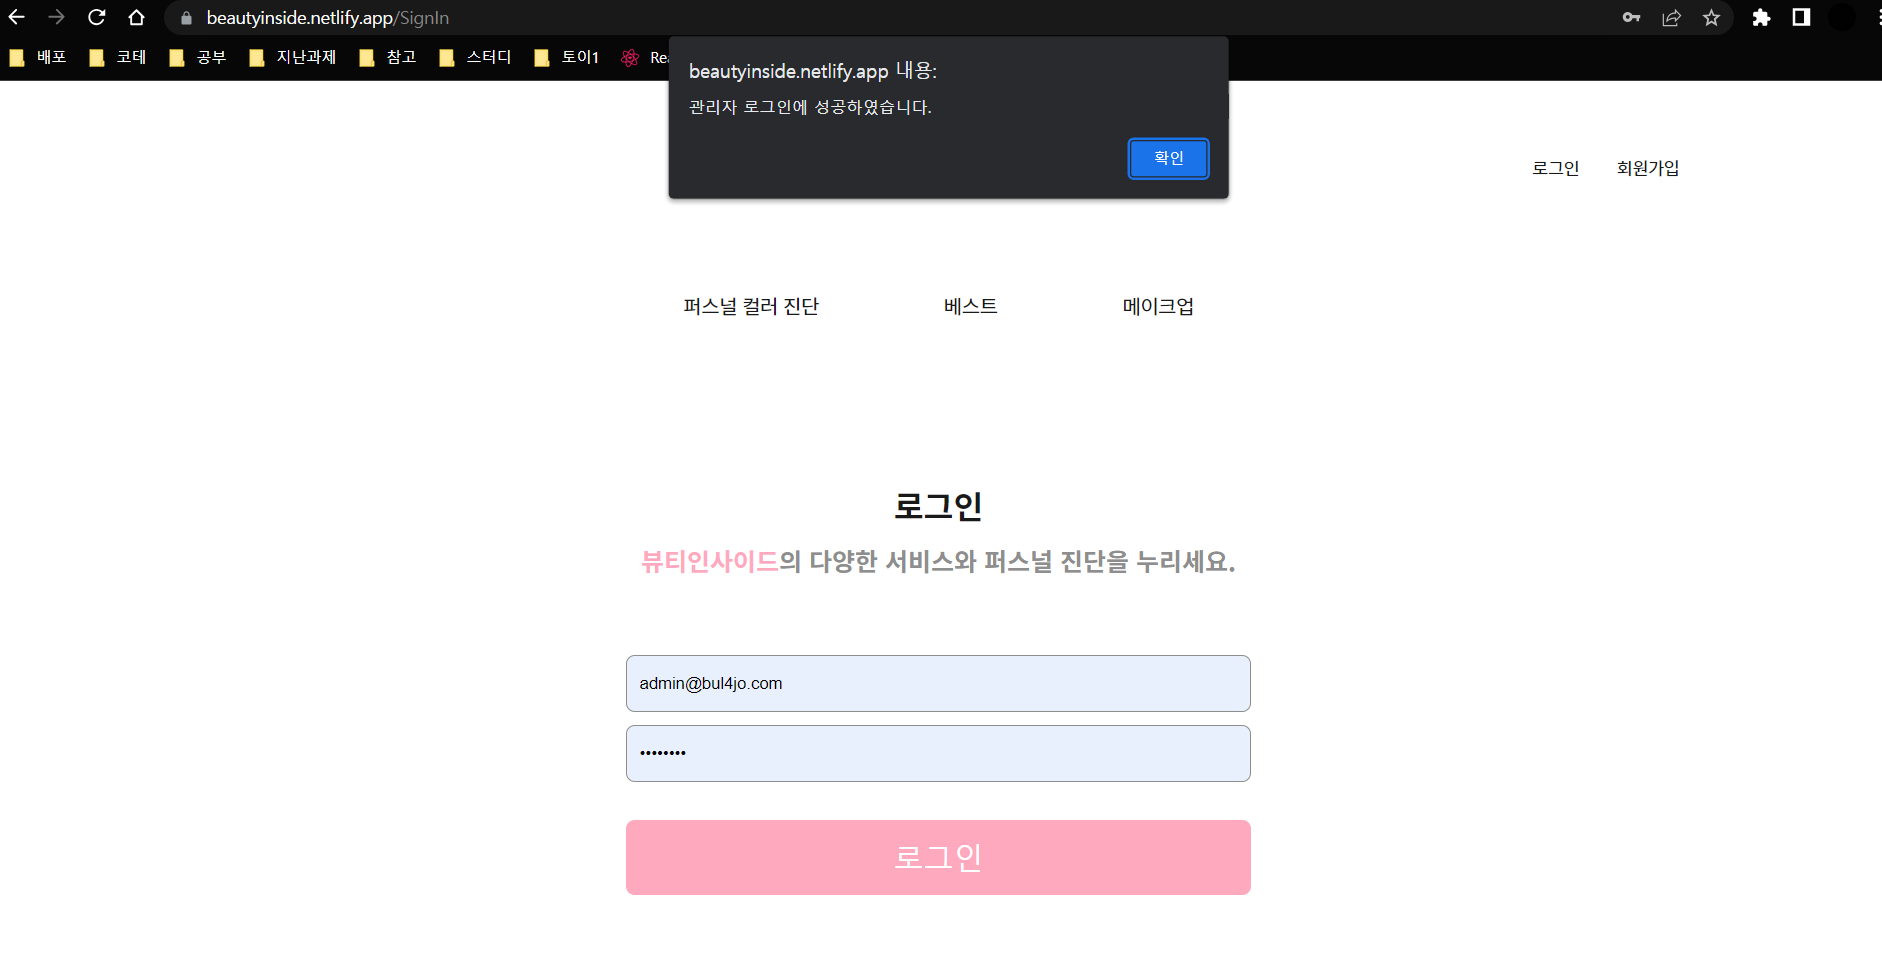 beautyinside.netlify.app/SignIn
배포 코테 공부 지난과제 참고 스터디 토이1
beautyinside.netlify.app 내용:
관리자 로그인에 성공하였습니다.
확인
로그인 회원가입
퍼스널 컬러 진단 베스트 메이크업
로그인
뷰티인사이드의 다양한 서비스와 퍼스널 진단을 누리세요.
admin@bul4jo.com
••••••••
로그인